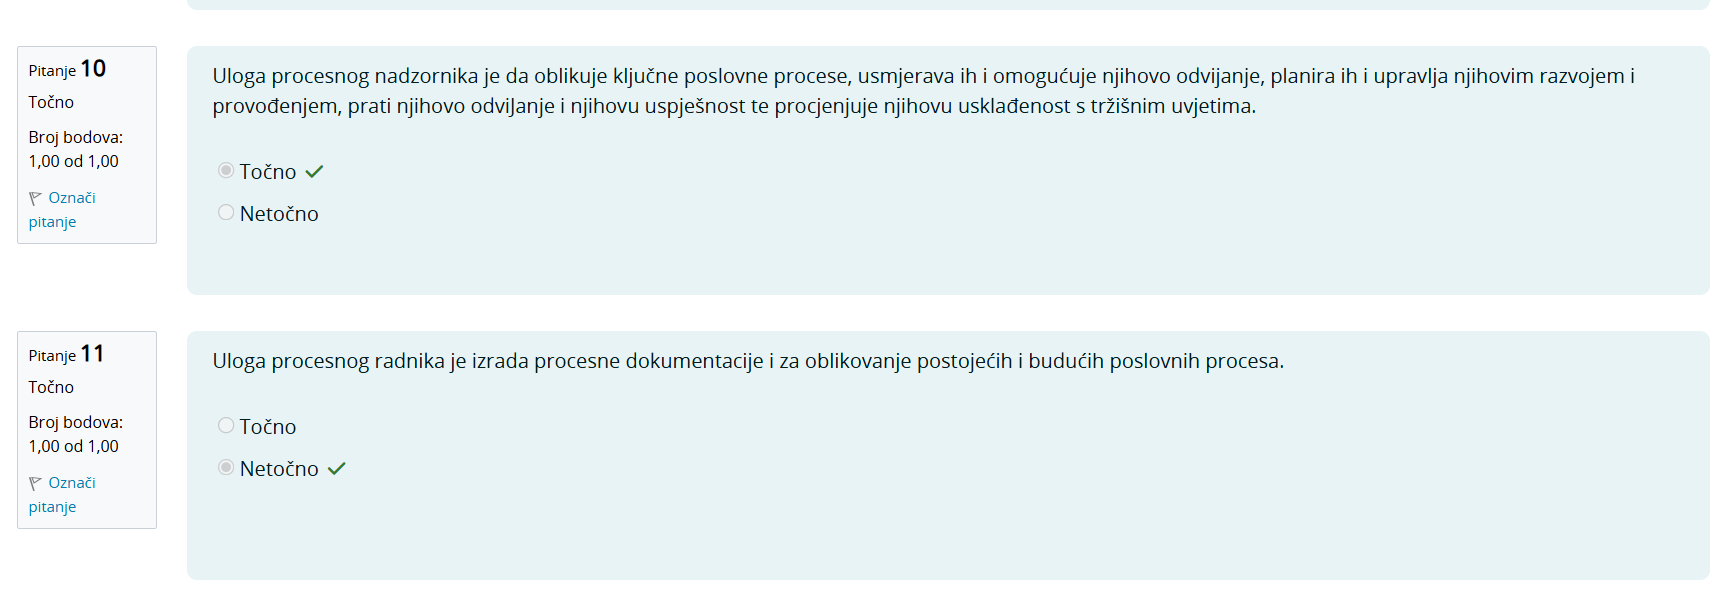 Pitanje 10
Točno
Broj bodova:
1,00 od 1,00
Označi
pitanje
Uloga procesnog nadzornika je da oblikuje ključne poslovne procese, usmjerava ih i omogućuje njihovo odvijanje, planira ih i upravlja njihovim razvojem i
provođenjem, prati njihovo odvijanje i njihovu uspješnost te procjenjuje njihovu usklađenost s tržišnim uvjetima.
Točno
Netočno
Pitanje 11
Točno
Broj bodova:
1,00 od 1,00
Označi
pitanje
Uloga procesnog radnika je izrada procesne dokumentacije i za oblikovanje postojećih i budućih poslovnih procesa.
Točno
Netočno